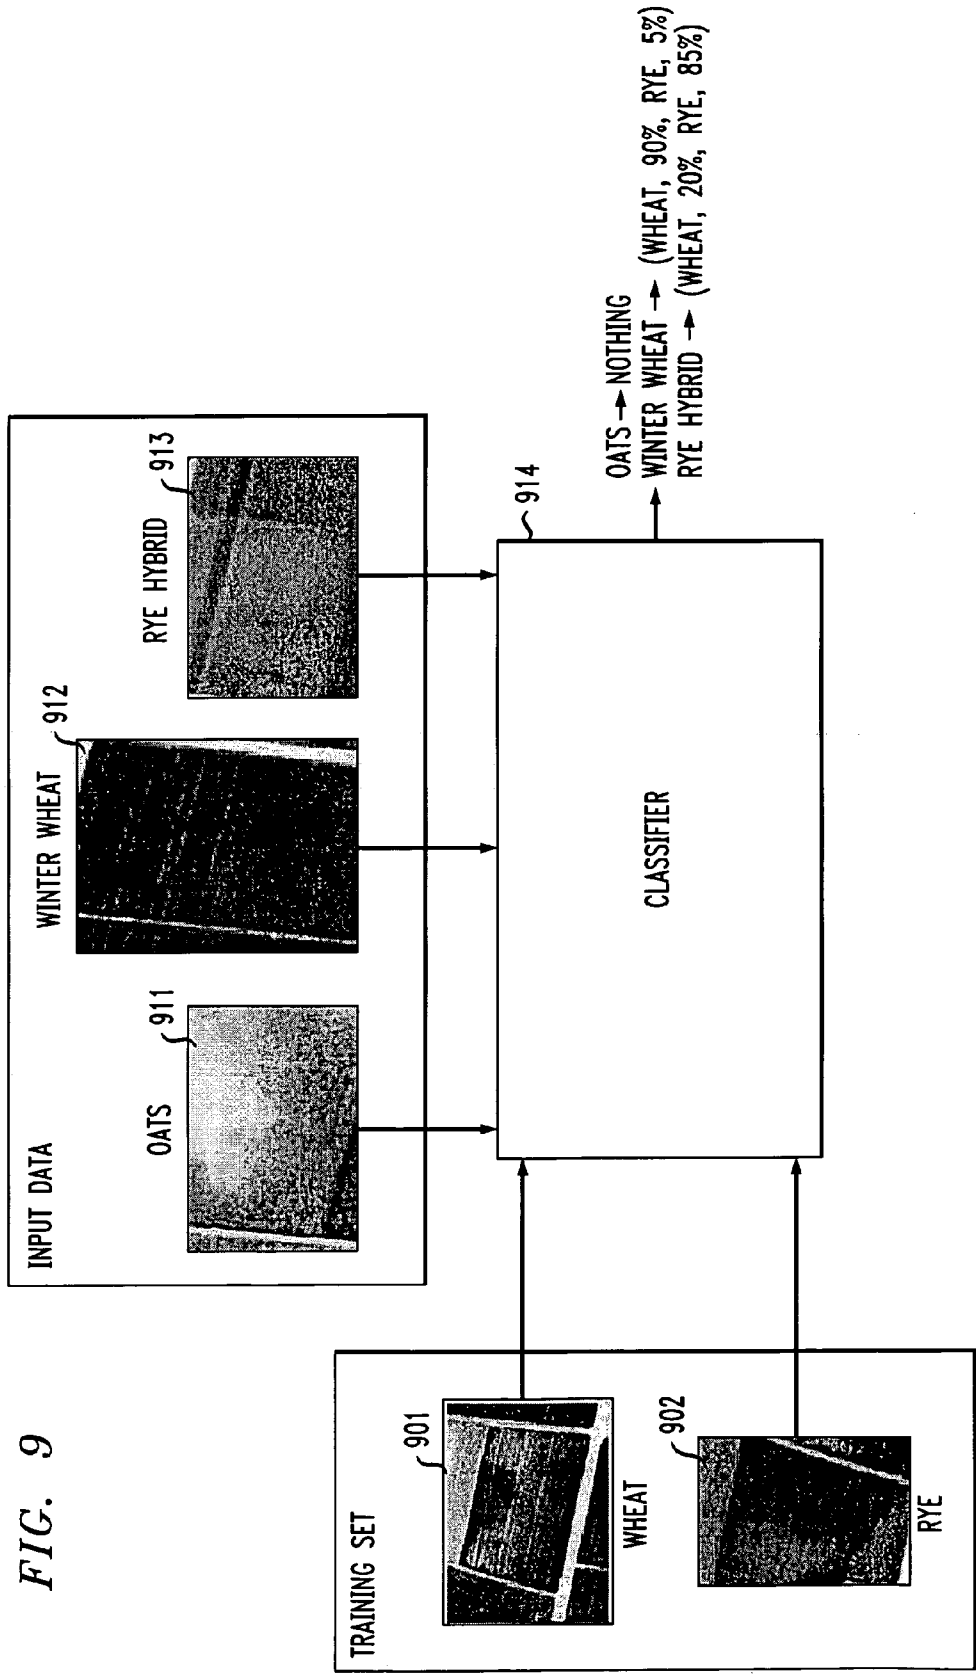 FIG. 9
INPUT DATA
OATS
911
WINTER WHEAT
912
RYE HYBRID
913
TRAINING SET
901
WHEAT
902
RYE
CLASSIFIER
914
OATS → NOTHING
WINTER WHEAT → (WHEAT, 90%, RYE, 5%)
RYE HYBRID → (WHEAT, 20%, RYE, 85%)